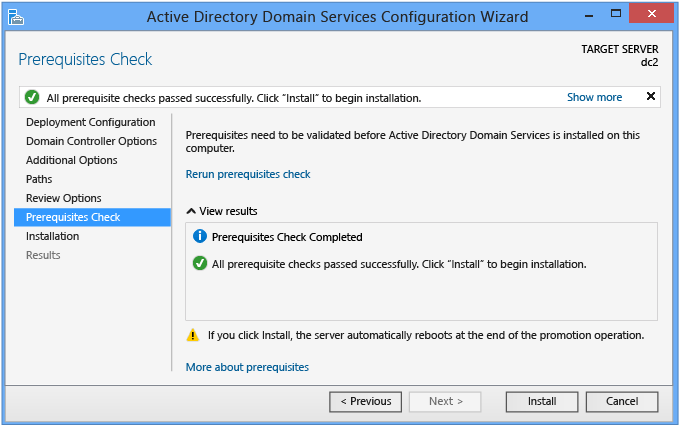 Active Directory Domain Services Configuration Wizard
Prerequisites Check
TARGET SERVER
dc2
All prerequisite checks passed successfully. Click "Install" to begin installation.
Show more
Deployment Configuration
Domain Controller Options
Additional Options
Paths
Review Options
Prerequisites Check
Installation
Results
Prerequisites need to be validated before Active Directory Domain Services is installed on this
computer.
Rerun prerequisites check
View results
Prerequisites Check Completed
All prerequisite checks passed successfully. Click "Install" to begin installation.
If you click Install, the server automatically reboots at the end of the promotion operation.
More about prerequisites
< Previous
Next >
Install
Cancel